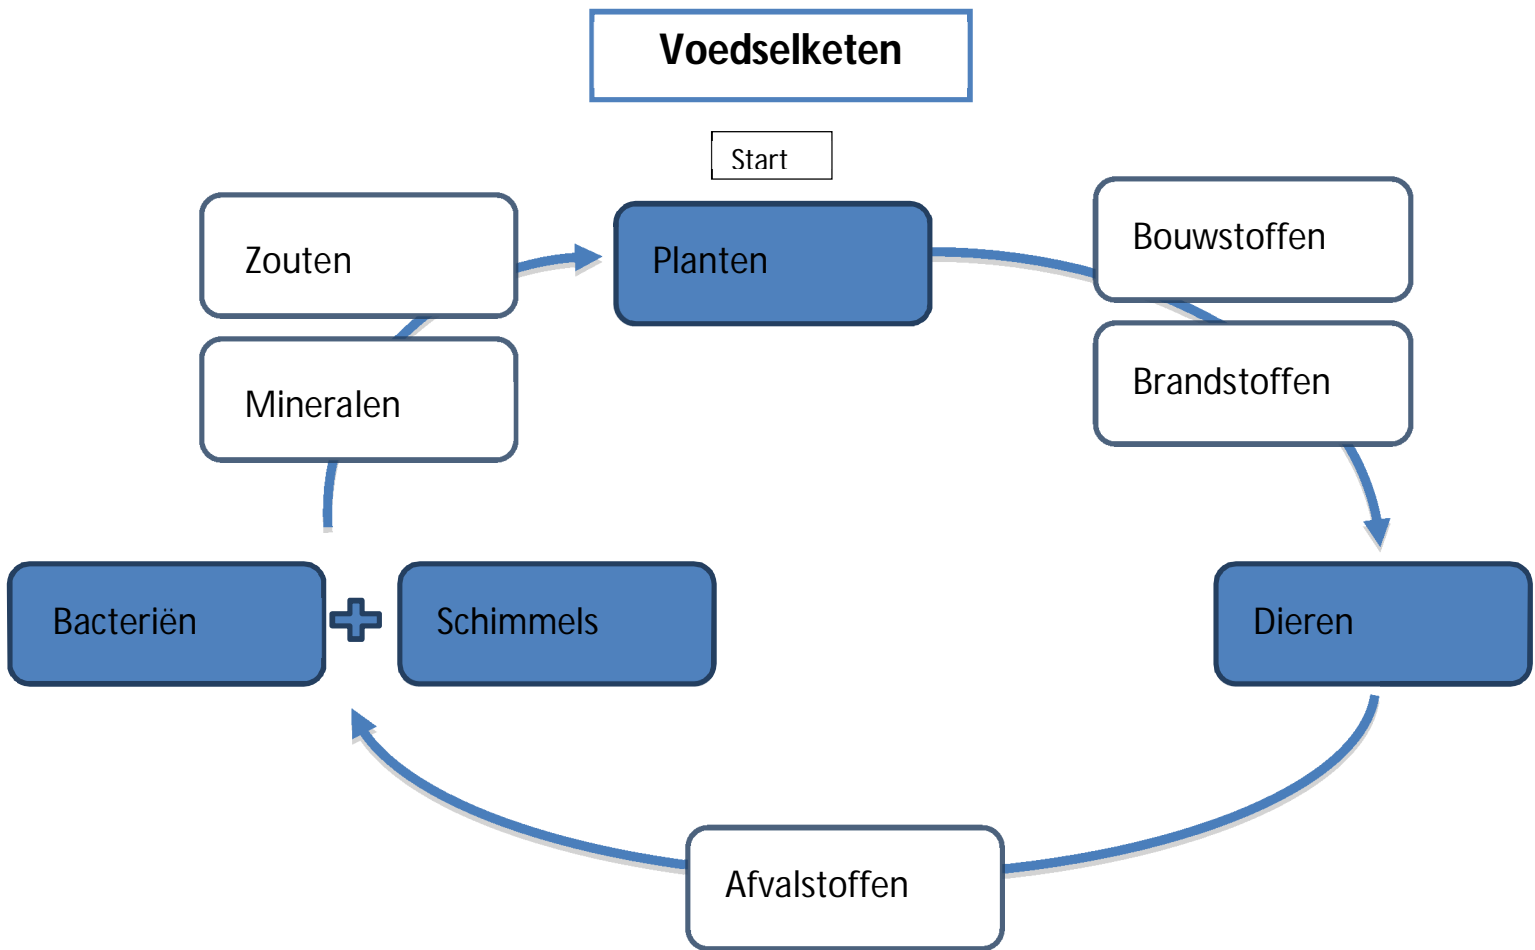 Voedselketen
Start
Zouten
Planten
Bouwstoffen
Mineralen
Brandstoffen
Bacteriën
Schimmels
Dieren
Afvalstoffen